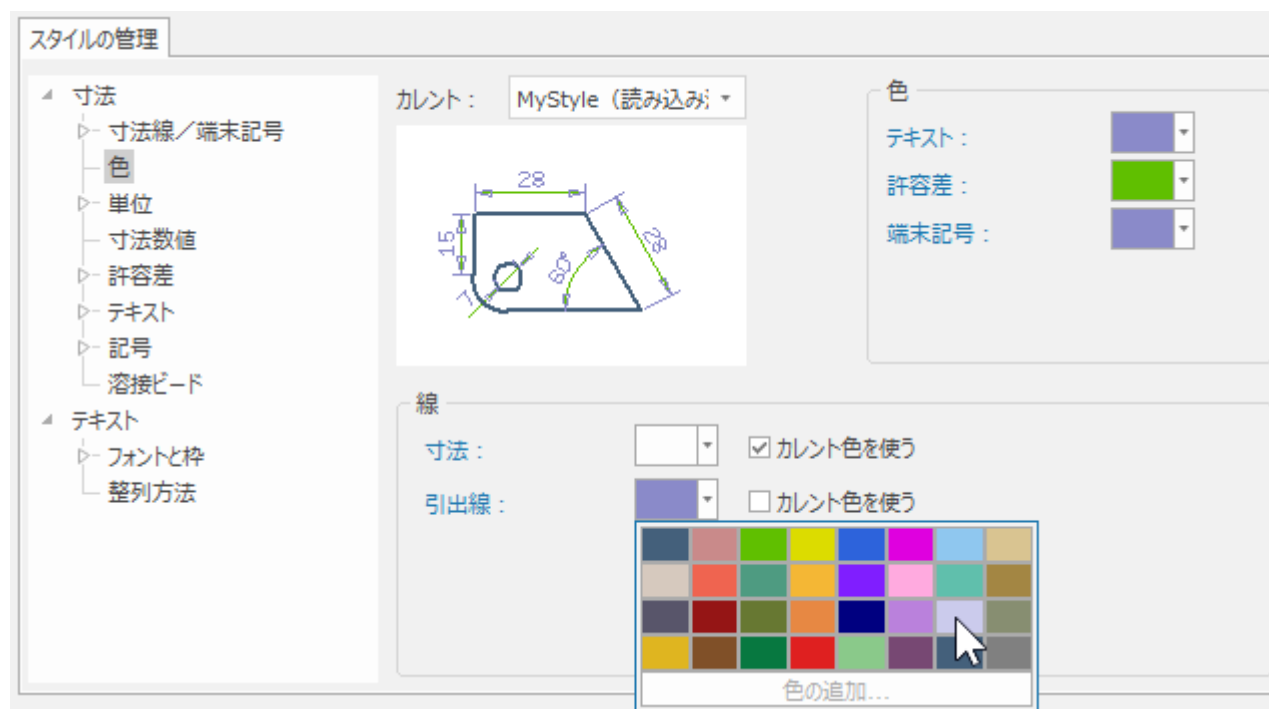 スタイルの管理
寸法
寸法線／端末記号
色
単位
寸法数値
許容差
テキスト
記号
溶接ビード
テキスト
フォントと枠
整列方法
カレント： MyStyle（読み込み
28
15
28
60°
7
色
テキスト：
許容差：
端末記号：
線
寸法： カレント色を使う
引出線： カレント色を使う
色の追加...